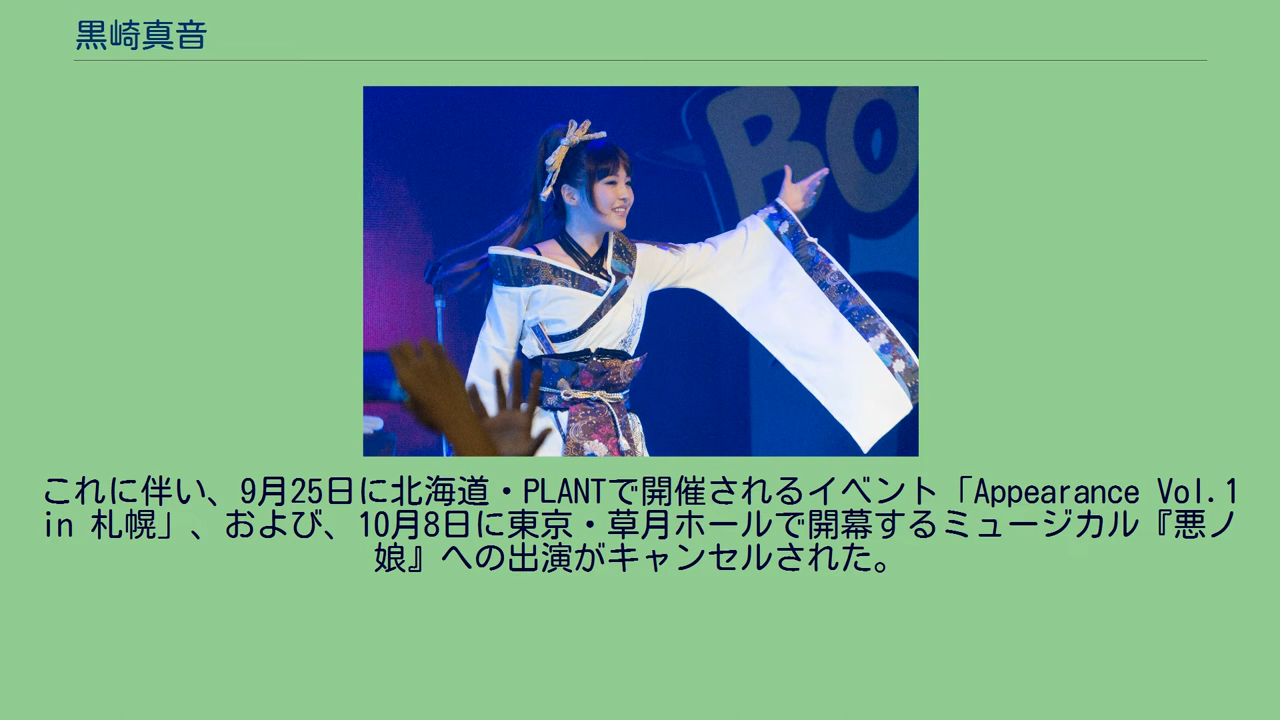 黒崎真音
BO
これに伴い、9月25日に北海道・PLANTで開催されるイベント「Appearance Vol.1
in 札幌」、および、10月8日に東京・草月ホールで開幕するミュージカル『悪ノ
娘』への出演がキャンセルされた。